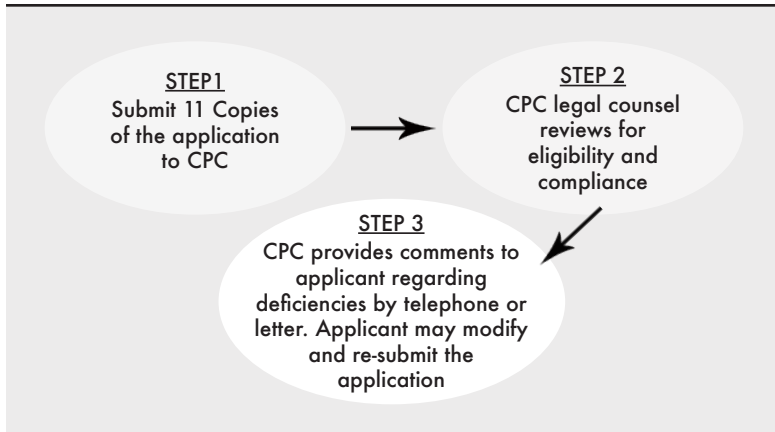 STEP1
Submit 11 Copies
of the application
to CPC
STEP 2
CPC legal counsel
reviews for
eligibility and
compliance
STEP 3
CPC provides comments to
applicant regarding
deficiencies by telephone or
letter. Applicant may modify
and re-submit the
application